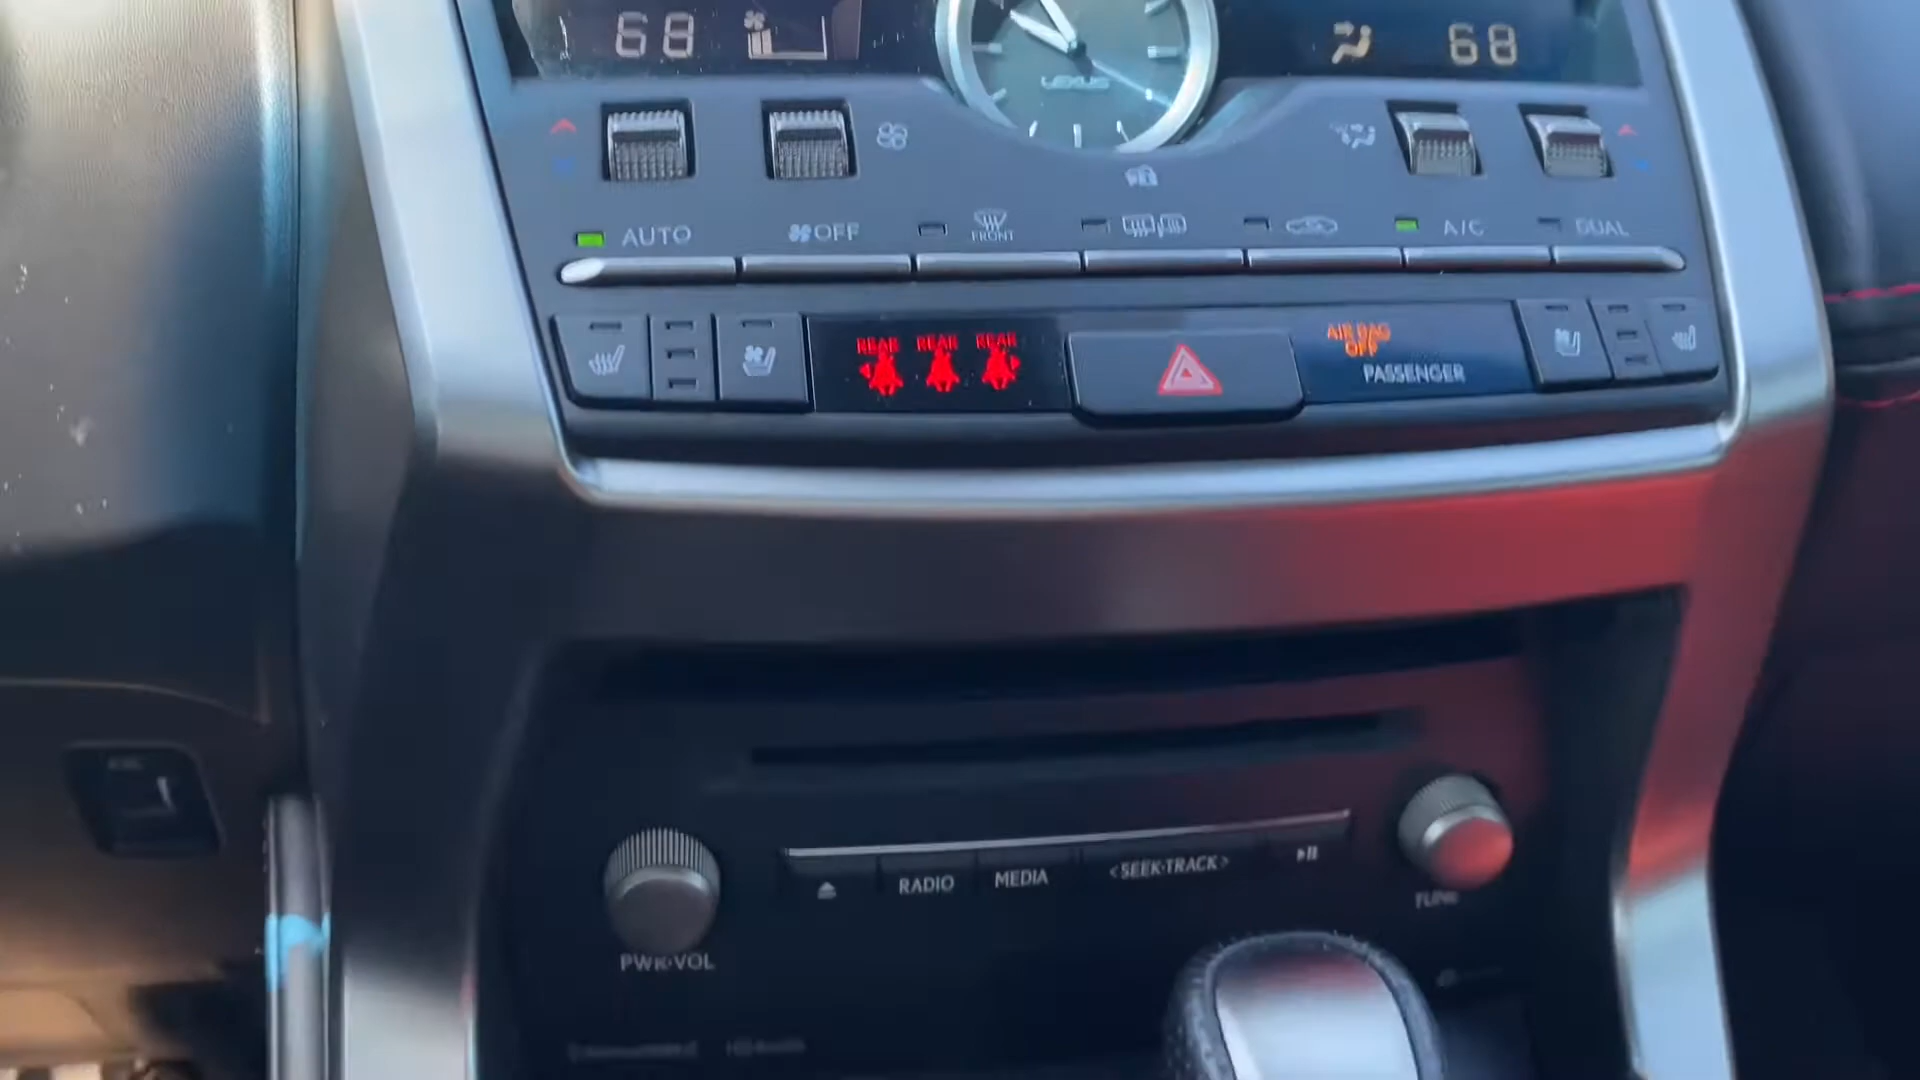 68
68
LEXUS
AUTO
OFF
FRONT
A/C
DUAL
REAR REAR REAR
AIR BAG
OFF
PASSENGER
RADIO
MEDIA
<SEEK·TRACK>
TUNE
PWR·VOL